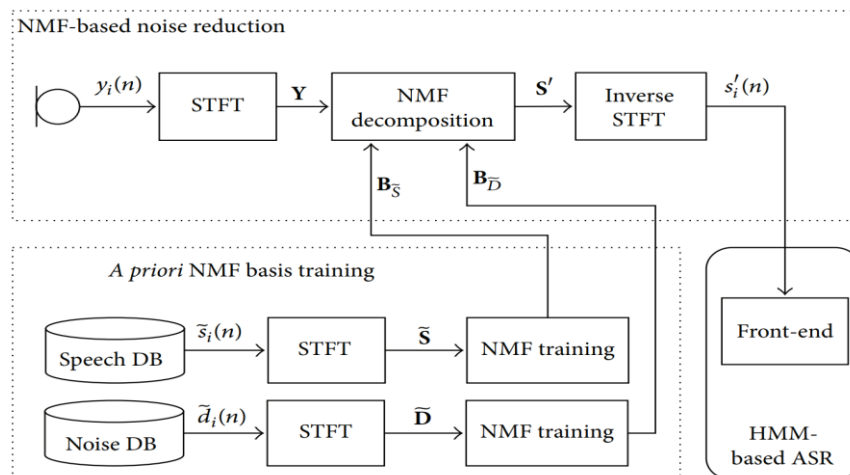 NMF-based noise reduction
yᵢ(n)
STFT
Y
NMF
decomposition
S′
Inverse
STFT
s′ᵢ(n)
B_S̃
B_D̃
A priori NMF basis training
Speech DB
s̃ᵢ(n)
STFT
S̃
NMF training
Noise DB
d̃ᵢ(n)
STFT
D̃
NMF training
Front-end
HMM-
based ASR